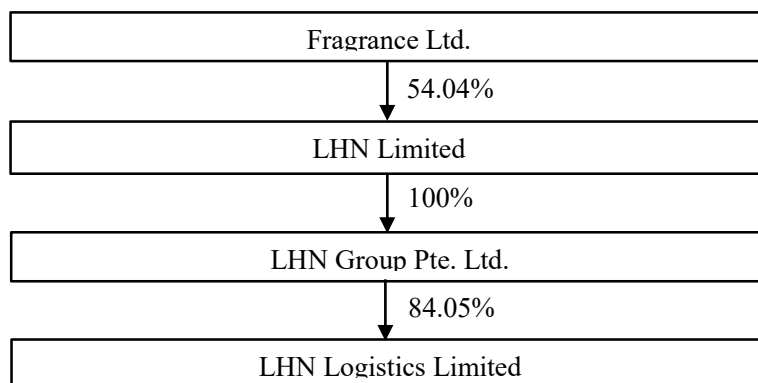 Fragrance Ltd.
54.04%
LHN Limited
100%
LHN Group Pte. Ltd.
84.05%
LHN Logistics Limited